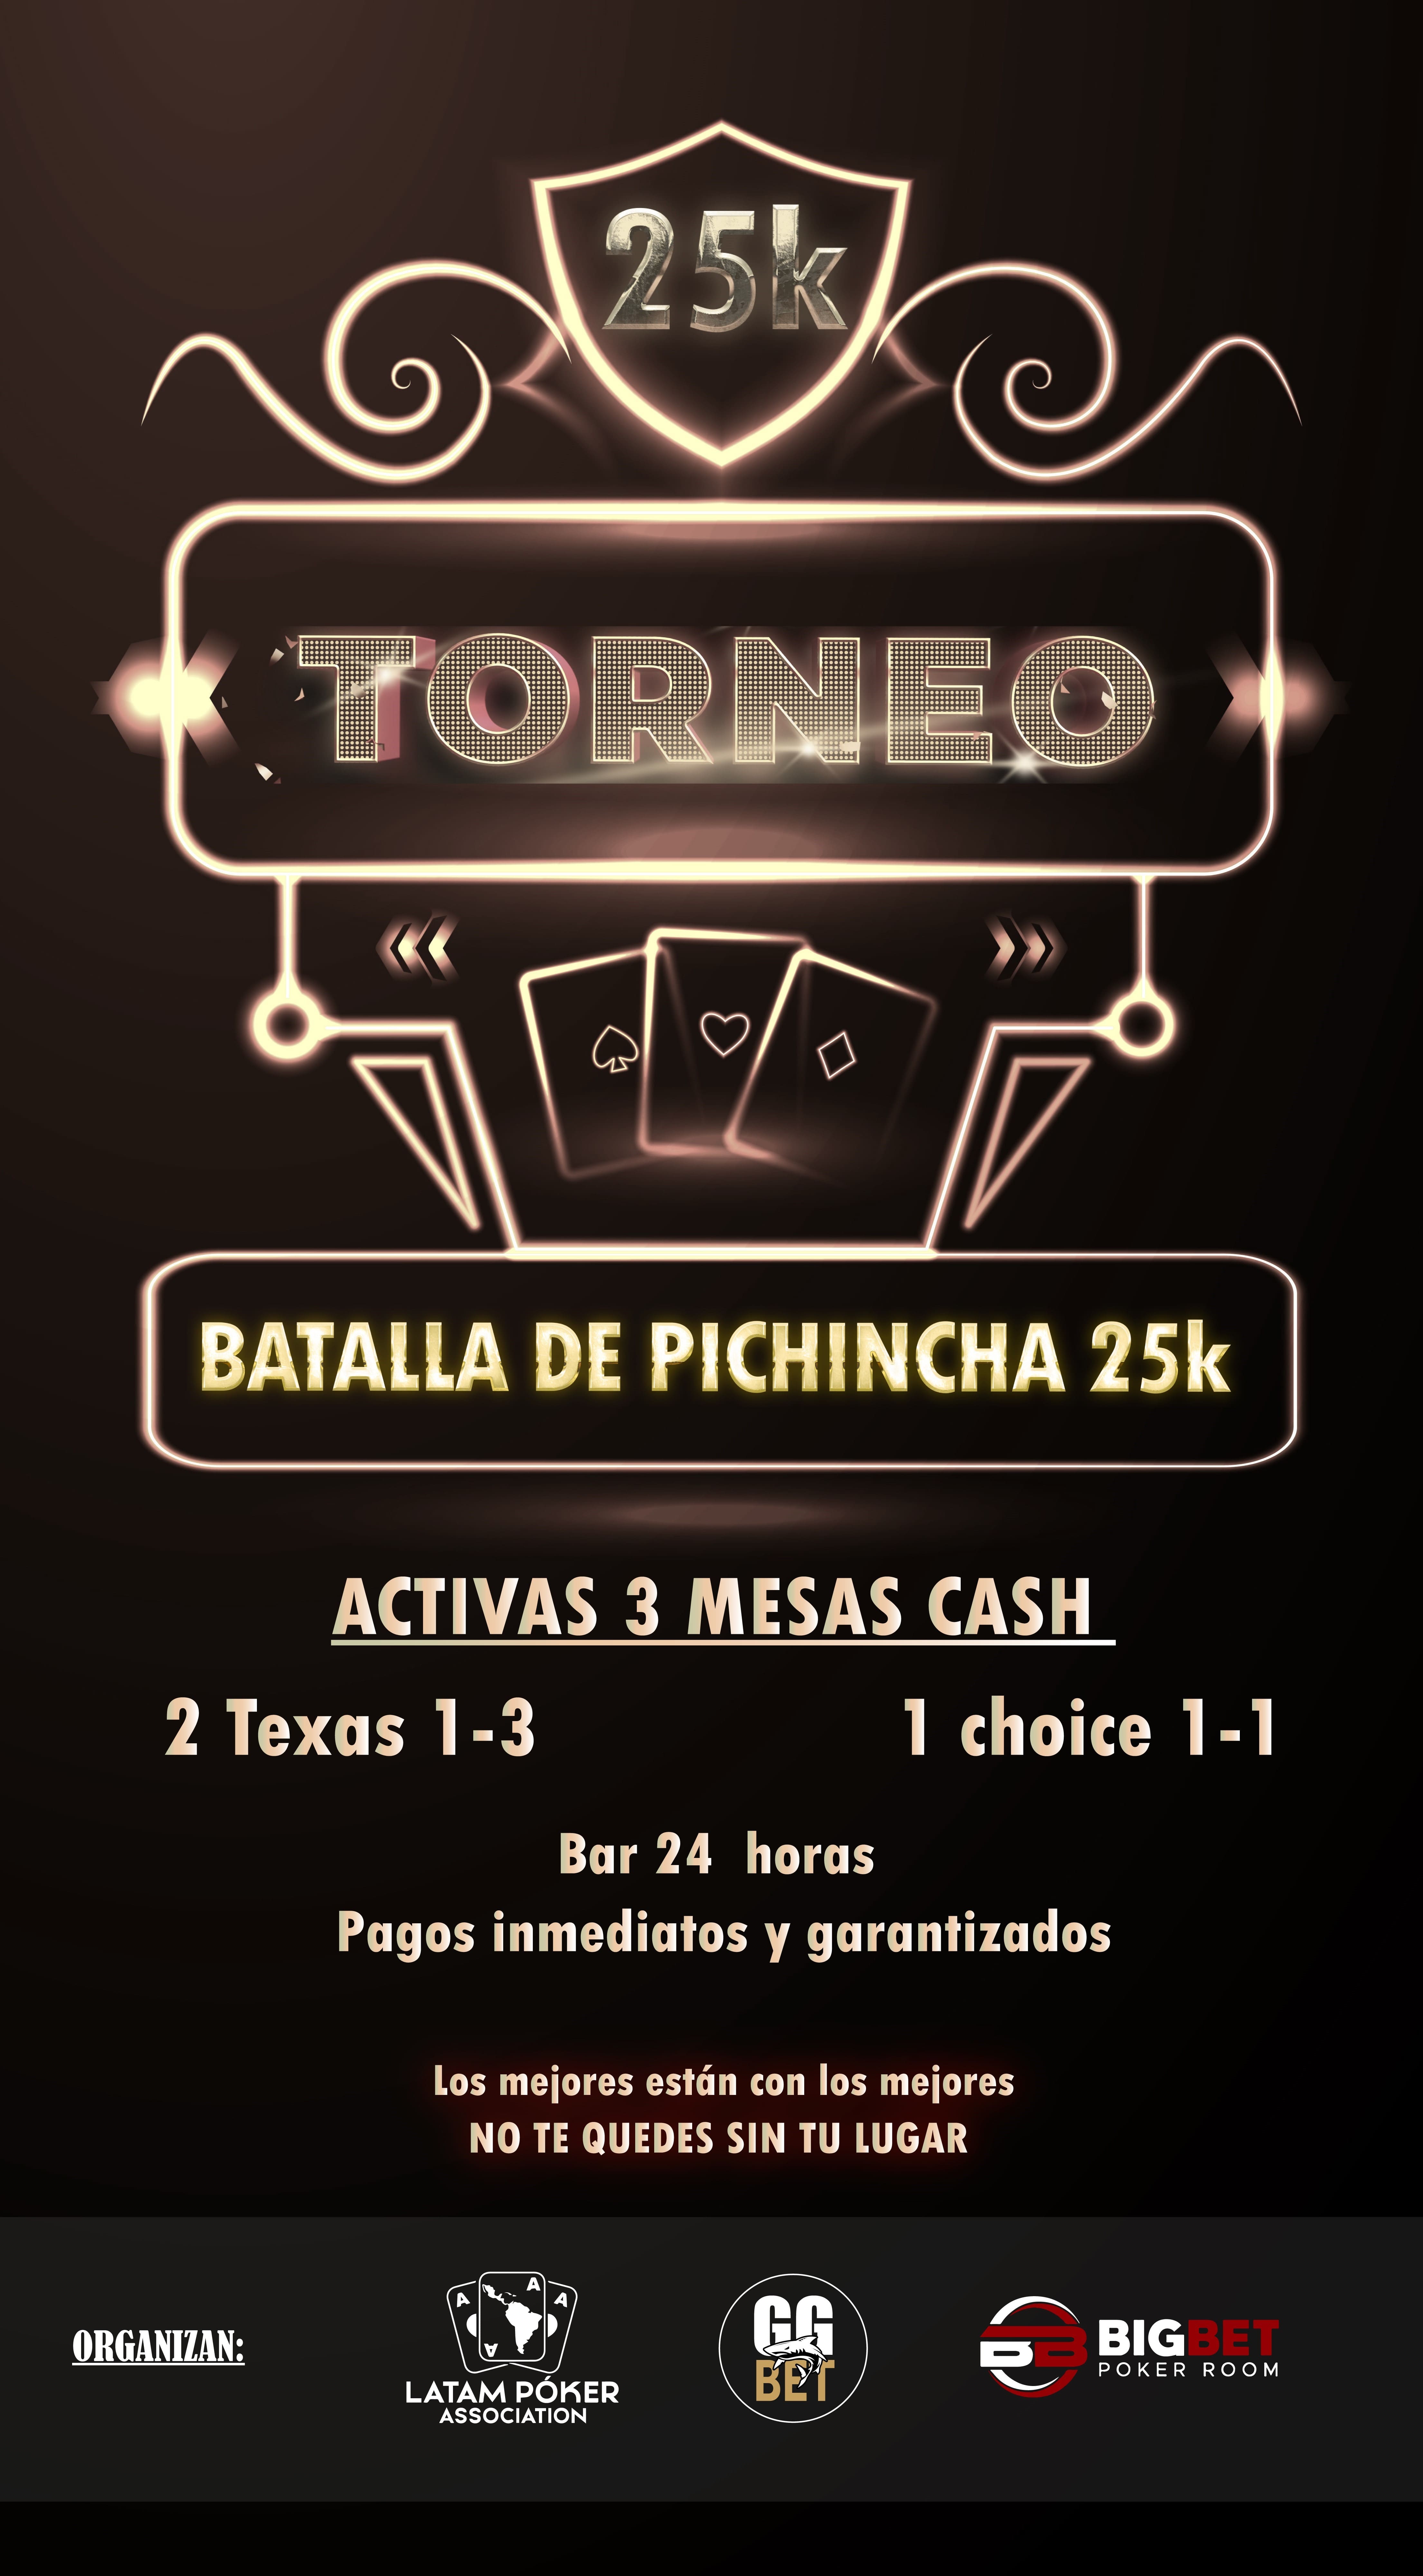 25k
TORNEO
BATALLA DE PICHINCHA 25k
ACTIVAS 3 MESAS CASH
2 Texas 1-3
1 choice 1-1
Bar 24 horas
Pagos inmediatos y garantizados
Los mejores están con los mejores
NO TE QUEDES SIN TU LUGAR
ORGANIZAN:
A A A
A
LATAM PÓKER
ASSOCIATION
GG
BET
BB
BIGBET
POKER ROOM